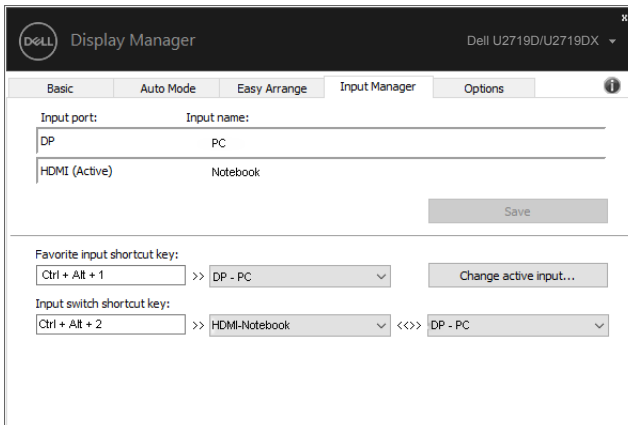 x
DELL Display Manager Dell U2719D/U2719DX
Basic Auto Mode Easy Arrange Input Manager Options i
Input port: Input name:
DP PC
HDMI (Active) Notebook
Save
Favorite input shortcut key:
Ctrl + Alt + 1 >> DP - PC Change active input...
Input switch shortcut key:
Ctrl + Alt + 2 >> HDMI-Notebook <<>> DP - PC